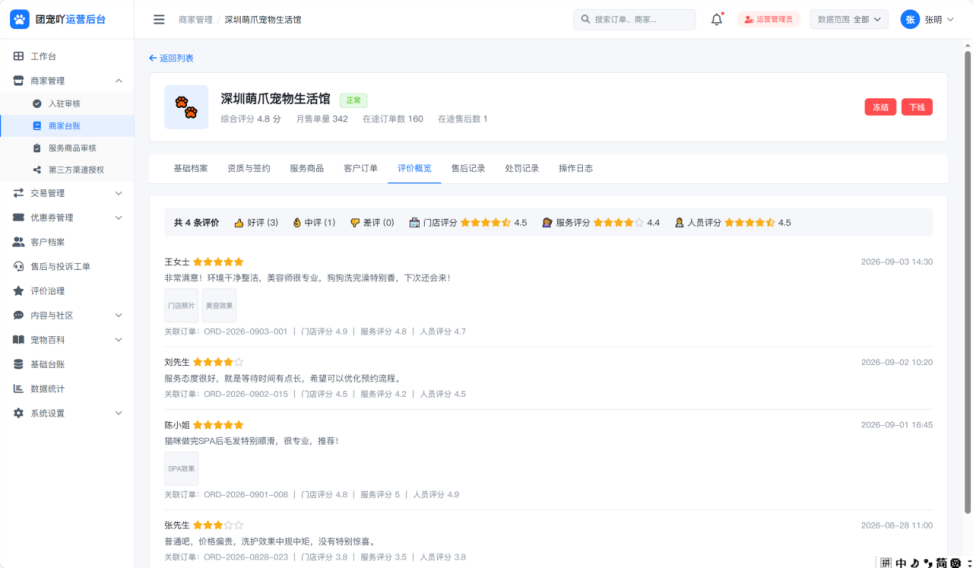 团宠吖运营后台
商家管理 / 深圳萌爪宠物生活馆
搜索订单、商家...
运营管理员
数据范围 全部
张 张明
工作台
商家管理
入驻审核
商家台账
服务商品审核
第三方渠道授权
交易管理
优惠券管理
客户档案
售后与投诉工单
评价治理
内容与社区
宠物百科
基础台账
数据统计
系统设置
返回列表
深圳萌爪宠物生活馆 正常
综合评分 4.8 分 月售单量 342 在途订单数 160 在途售后数 1
冻结 下线
基础档案 资质与签约 服务商品 客户订单 评价概览 售后记录 处罚记录 操作日志
共 4 条评价 好评 (3) 中评 (1) 差评 (0) 门店评分 4.5 服务评分 4.4 人员评分 4.5
王女士 2026-09-03 14:30
非常满意！环境干净整洁，美容师很专业，狗狗洗完澡特别香，下次还会来！
门店照片 美容效果
关联订单：ORD-2026-0903-001 | 门店评分 4.9 | 服务评分 4.8 | 人员评分 4.7
刘先生 2026-09-02 10:20
服务态度很好，就是等待时间有点长，希望可以优化预约流程。
关联订单：ORD-2026-0902-015 | 门店评分 4.5 | 服务评分 4.2 | 人员评分 4.5
陈小姐 2026-09-01 16:45
猫咪做完SPA后毛发特别顺滑，很专业，推荐！
SPA效果
关联订单：ORD-2026-0901-008 | 门店评分 4.8 | 服务评分 5 | 人员评分 4.9
张先生 2026-08-28 11:00
普通吧，价格偏贵，洗护效果中规中矩，没有特别惊喜。
关联订单：ORD-2026-0828-023 | 门店评分 3.8 | 服务评分 3.5 | 人员评分 3.8
拼 中 简